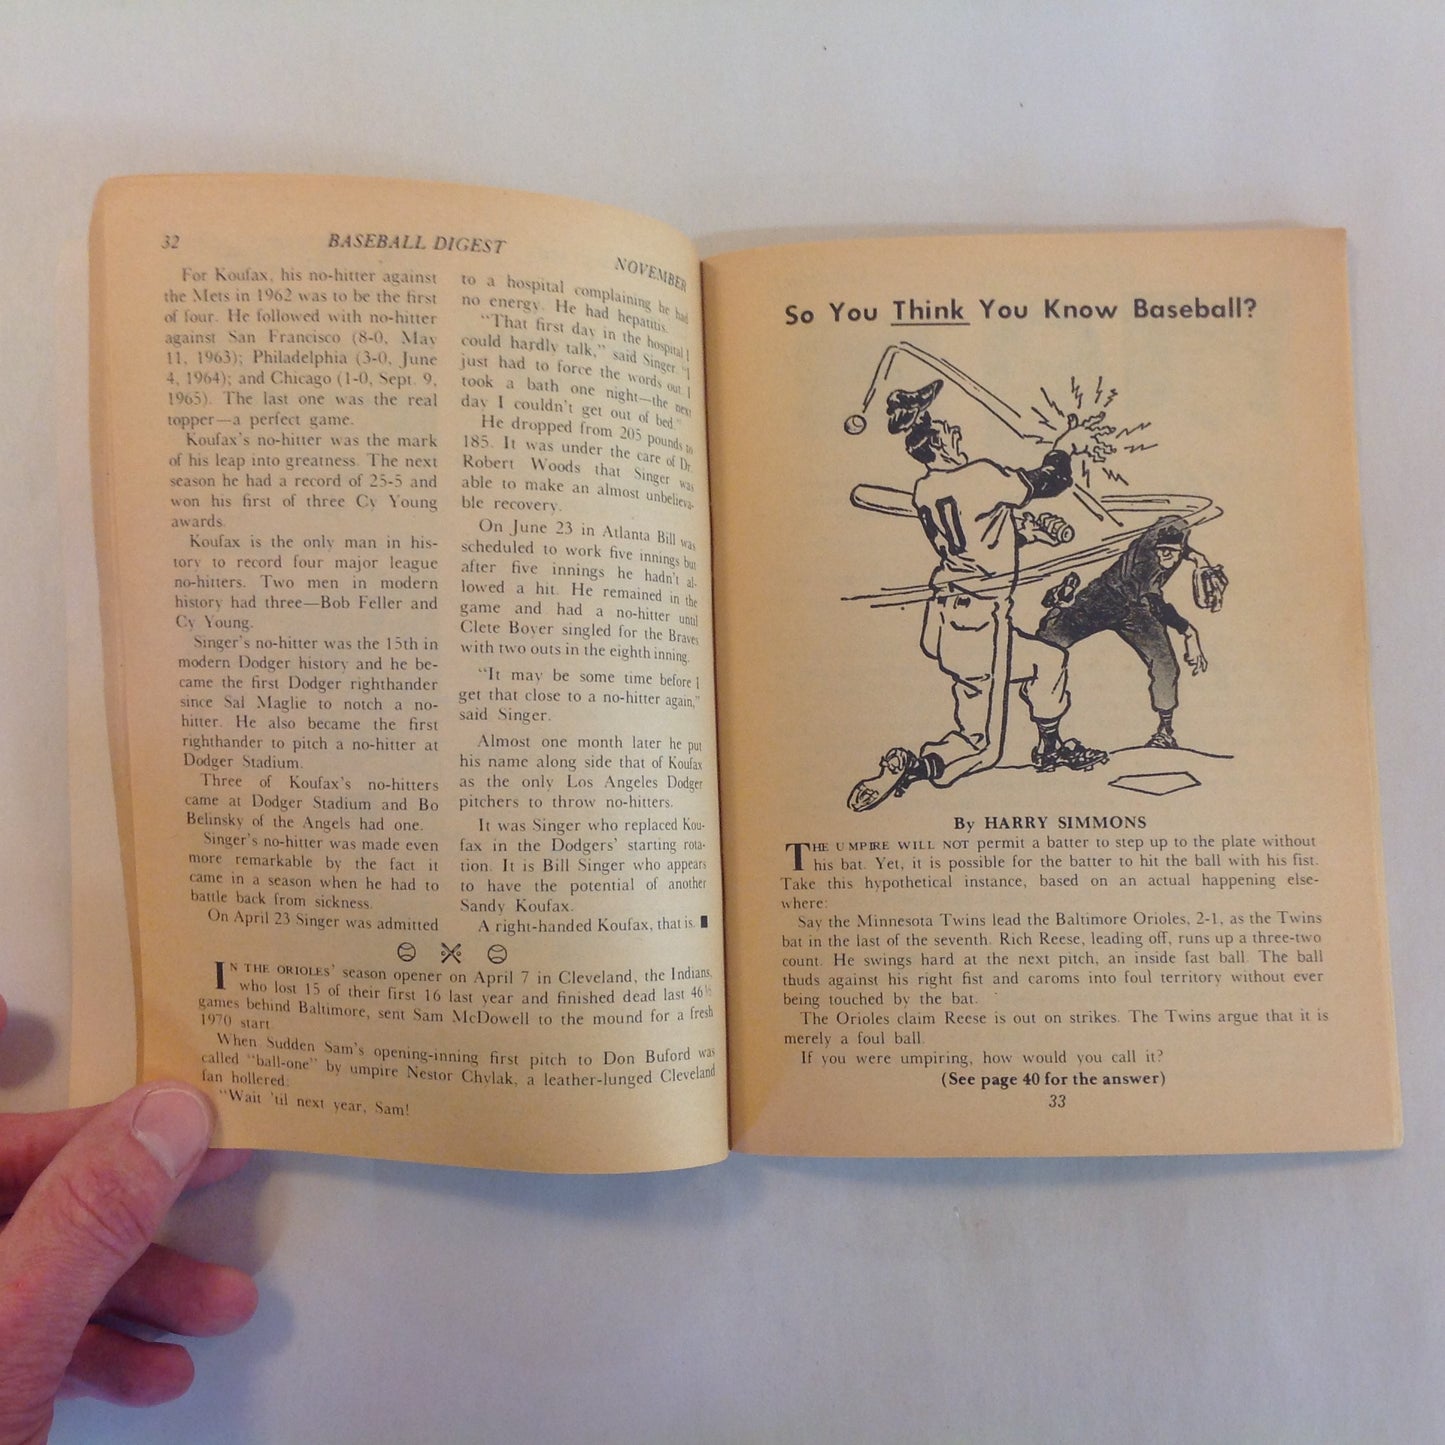 32
BASEBALL DIGEST
NOVEMBER
For Koufax, his no-hitter against
the Mets in 1962 was to be the first
of four. He followed with no-hitter
against San Francisco (8-0, May
11, 1963); Philadelphia (3-0, June
4, 1964); and Chicago (1-0, Sept. 9,
1965). The last one was the real
topper—a perfect game.
Koufax's no-hitter was the mark
of his leap into greatness. The next
season he had a record of 25-5 and
won his first of three Cy Young
awards.
Koufax is the only man in his-
tory to record four major league
no-hitters. Two men in modern
history had three—Bob Feller and
Cy Young.
Singer's no-hitter was the 15th in
modern Dodger history and he be-
came the first Dodger righthander
since Sal Maglie to notch a no-
hitter. He also became the first
righthander to pitch a no-hitter at
Dodger Stadium.
Three of Koufax's no-hitters
came at Dodger Stadium and Bo
Belinsky of the Angels had one.
Singer's no-hitter was made even
more remarkable by the fact it
came in a season when he had to
battle back from sickness.
On April 23 Singer was admitted
to a hospital complaining he had
no energy. He had hepatitis.
"That first day in the hospital I
could hardly talk," said Singer. "I
just had to force the words out. I
took a bath one night—the next
day I couldn't get out of bed."
He dropped from 205 pounds to
185. It was under the care of Dr.
Robert Woods that Singer was
able to make an almost unbelieva-
ble recovery.
On June 23 in Atlanta Bill was
scheduled to work five innings but
after five innings he hadn't al-
lowed a hit. He remained in the
game and had a no-hitter until
Clete Boyer singled for the Braves
with two outs in the eighth inning.
"It may be some time before I
get that close to a no-hitter again,"
said Singer.
Almost one month later he put
his name along side that of Koufax
as the only Los Angeles Dodger
pitchers to throw no-hitters.
It was Singer who replaced Kou-
fax in the Dodgers' starting rota-
tion. It is Bill Singer who appears
to have the potential of another
Sandy Koufax.
A right-handed Koufax, that is.
IN THE ORIOLES' season opener on April 7 in Cleveland, the Indians,
who lost 15 of their first 16 last year and finished dead last 46½
games behind Baltimore, sent Sam McDowell to the mound for a fresh
1970 start.
When Sudden Sam's opening-inning first pitch to Don Buford was
called "ball-one" by umpire Nestor Chylak, a leather-lunged Cleveland
fan hollered:
"Wait 'til next year, Sam!
So You Think You Know Baseball?
By HARRY SIMMONS
THE UMPIRE WILL NOT permit a batter to step up to the plate without
his bat. Yet, it is possible for the batter to hit the ball with his fist.
Take this hypothetical instance, based on an actual happening else-
where:
Say the Minnesota Twins lead the Baltimore Orioles, 2-1, as the Twins
bat in the last of the seventh. Rich Reese, leading off, runs up a three-two
count. He swings hard at the next pitch, an inside fast ball. The ball
thuds against his right fist and caroms into foul territory without ever
being touched by the bat.
The Orioles claim Reese is out on strikes. The Twins argue that it is
merely a foul ball.
If you were umpiring, how would you call it?
(See page 40 for the answer)
33